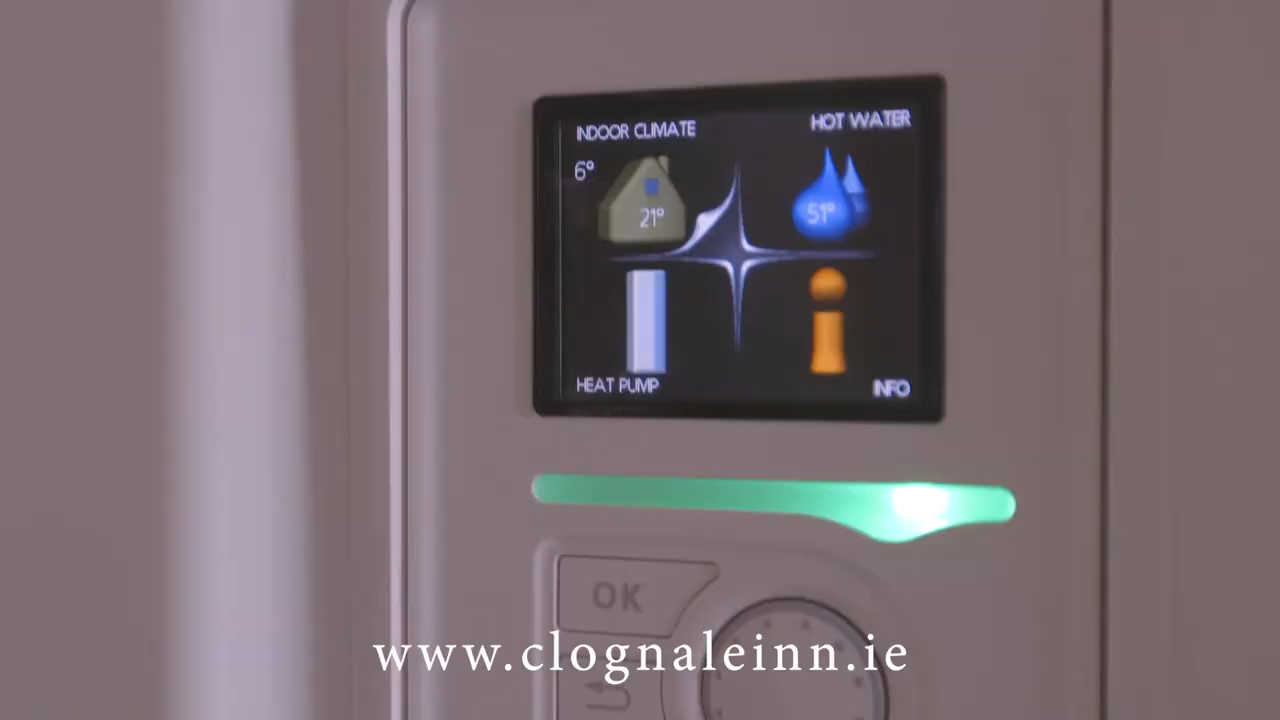 INDOOR CLIMATE
HOT WATER
6°
21°
51°
HEAT PUMP
INFO
OK
www.clognaleinn.ie